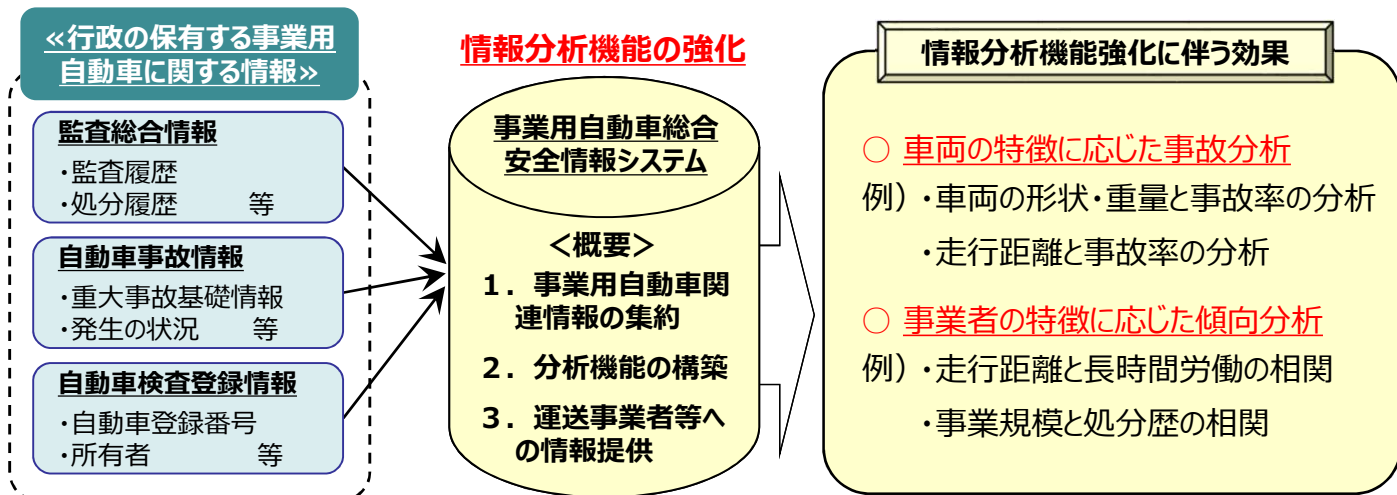 ≪行政の保有する事業用
自動車に関する情報≫
監査総合情報
・監査履歴
・処分履歴　　等
自動車事故情報
・重大事故基礎情報
・発生の状況　　等
自動車検査登録情報
・自動車登録番号
・所有者　　等
情報分析機能の強化
事業用自動車総合
安全情報システム
＜概要＞
１．事業用自動車関
連情報の集約
２．分析機能の構築
３．運送事業者等へ
の情報提供
情報分析機能強化に伴う効果
○ 車両の特徴に応じた事故分析
例）・車両の形状・重量と事故率の分析
・走行距離と事故率の分析
○ 事業者の特徴に応じた傾向分析
例）・走行距離と長時間労働の相関
・事業規模と処分歴の相関